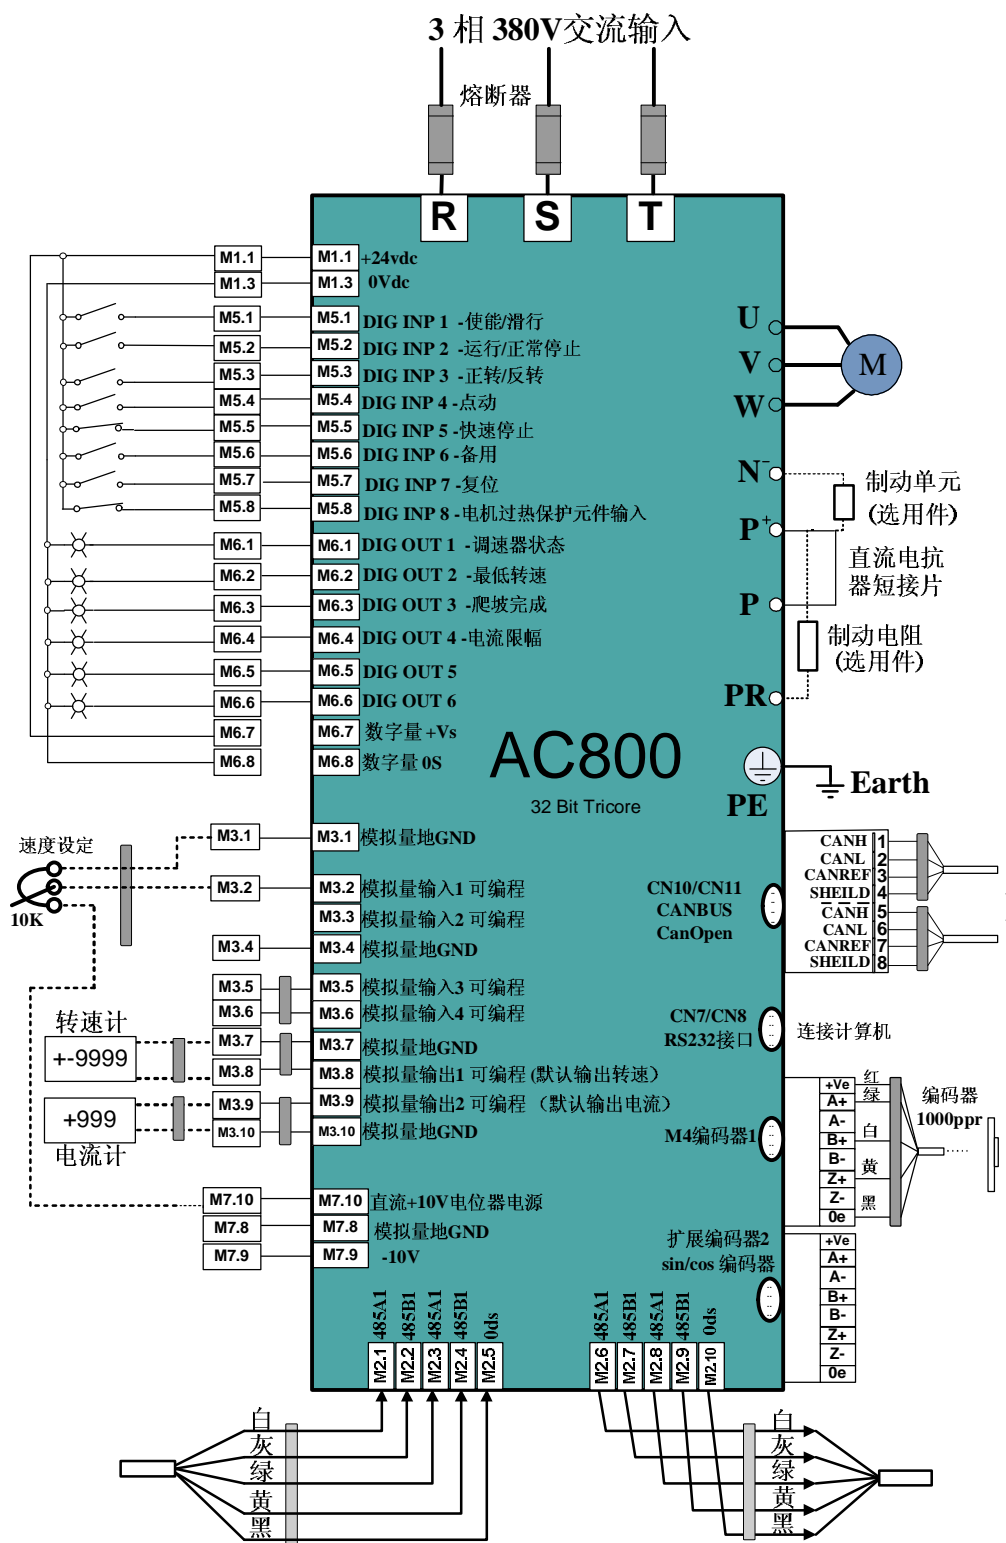 3 相 380V交流输入
熔断器
R S T
M1.1 M1.1 +24vdc
M1.3 M1.3 0Vdc
M5.1 M5.1 DIG INP 1 -使能/滑行
M5.2 M5.2 DIG INP 2 -运行/正常停止
M5.3 M5.3 DIG INP 3 -正转/反转
M5.4 M5.4 DIG INP 4 -点动
M5.5 M5.5 DIG INP 5 -快速停止
M5.6 M5.6 DIG INP 6 -备用
M5.7 M5.7 DIG INP 7 -复位
M5.8 M5.8 DIG INP 8 -电机过热保护元件输入
M6.1 M6.1 DIG OUT 1 -调速器状态
M6.2 M6.2 DIG OUT 2 -最低转速
M6.3 M6.3 DIG OUT 3 -爬坡完成
M6.4 M6.4 DIG OUT 4 -电流限幅
M6.5 M6.5 DIG OUT 5
M6.6 M6.6 DIG OUT 6
M6.7 M6.7 数字量 +Vs
M6.8 M6.8 数字量 0S
U
V
W
M
N-
P+
P
PR
制动单元
(选用件)
直流电抗
器短接片
制动电阻
(选用件)
AC800
32 Bit Tricore
PE
Earth
速度设定
10K
M3.1 M3.1 模拟量地GND
M3.2 M3.2 模拟量输入1 可编程
M3.3 模拟量输入2 可编程
M3.4 M3.4 模拟量地GND
M3.5 M3.5 模拟量输入3 可编程
M3.6 M3.6 模拟量输入4 可编程
M3.7 M3.7 模拟量地GND
M3.8 M3.8 模拟量输出1 可编程 (默认输出转速)
M3.9 M3.9 模拟量输出2 可编程 （默认输出电流)
M3.10 M3.10 模拟量地GND
转速计
+-9999
+999
电流计
M7.10 M7.10 直流+10V电位器电源
M7.8 M7.8 模拟量地GND
M7.9 M7.9 -10V
CN10/CN11
CANBUS
CanOpen
CANH 1
CANL 2
CANREF 3
SHEILD 4
CANH 5
CANL 6
CANREF 7
SHEILD 8
CN7/CN8
RS232接口
连接计算机
M4编码器1
+Ve 红
A+ 绿
A-
B+ 白
B-
Z+ 黄
Z-
0e 黑
编码器
1000ppr
扩展编码器2
sin/cos 编码器
+Ve
A+
A-
B+
B-
Z+
Z-
0e
485A1 485B1 485A1 485B1 0ds
M2.1 M2.2 M2.3 M2.4 M2.5
485A1 485B1 485A1 485B1 0ds
M2.6 M2.7 M2.8 M2.9 M2.10
白
灰
绿
黄
黑
白
灰
绿
黄
黑